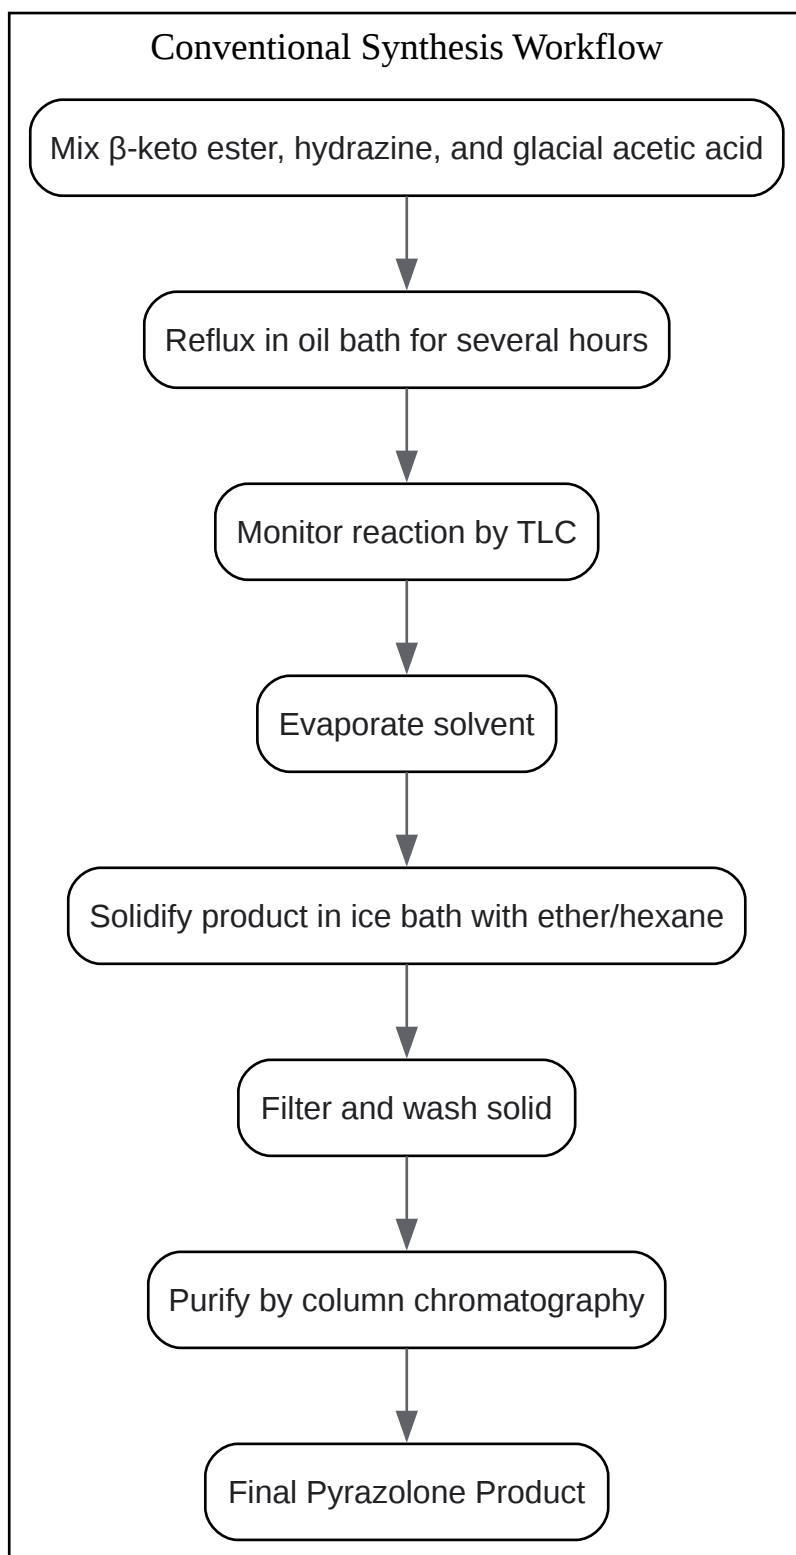 Conventional Synthesis Workflow
Mix β-keto ester, hydrazine, and glacial acetic acid
Reflux in oil bath for several hours
Monitor reaction by TLC
Evaporate solvent
Solidify product in ice bath with ether/hexane
Filter and wash solid
Purify by column chromatography
Final Pyrazolone Product